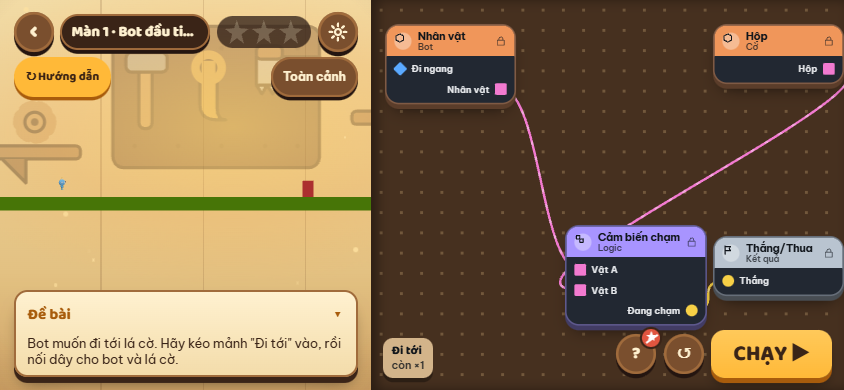 Màn 1 · Bot đầu ti...
Hướng dẫn
Toàn cảnh
Đề bài
Bot muốn đi tới lá cờ. Hãy kéo mảnh "Đi tới" vào, rồi
nối dây cho bot và lá cờ.
Nhân vật
Bot
Đi ngang
Nhân vật
Hộp
Cờ
Hộp
Cảm biến chạm
Logic
Vật A
Vật B
Đang chạm
Thắng/Thua
Kết quả
Thắng
Đi tới
còn ×1
?
CHẠY